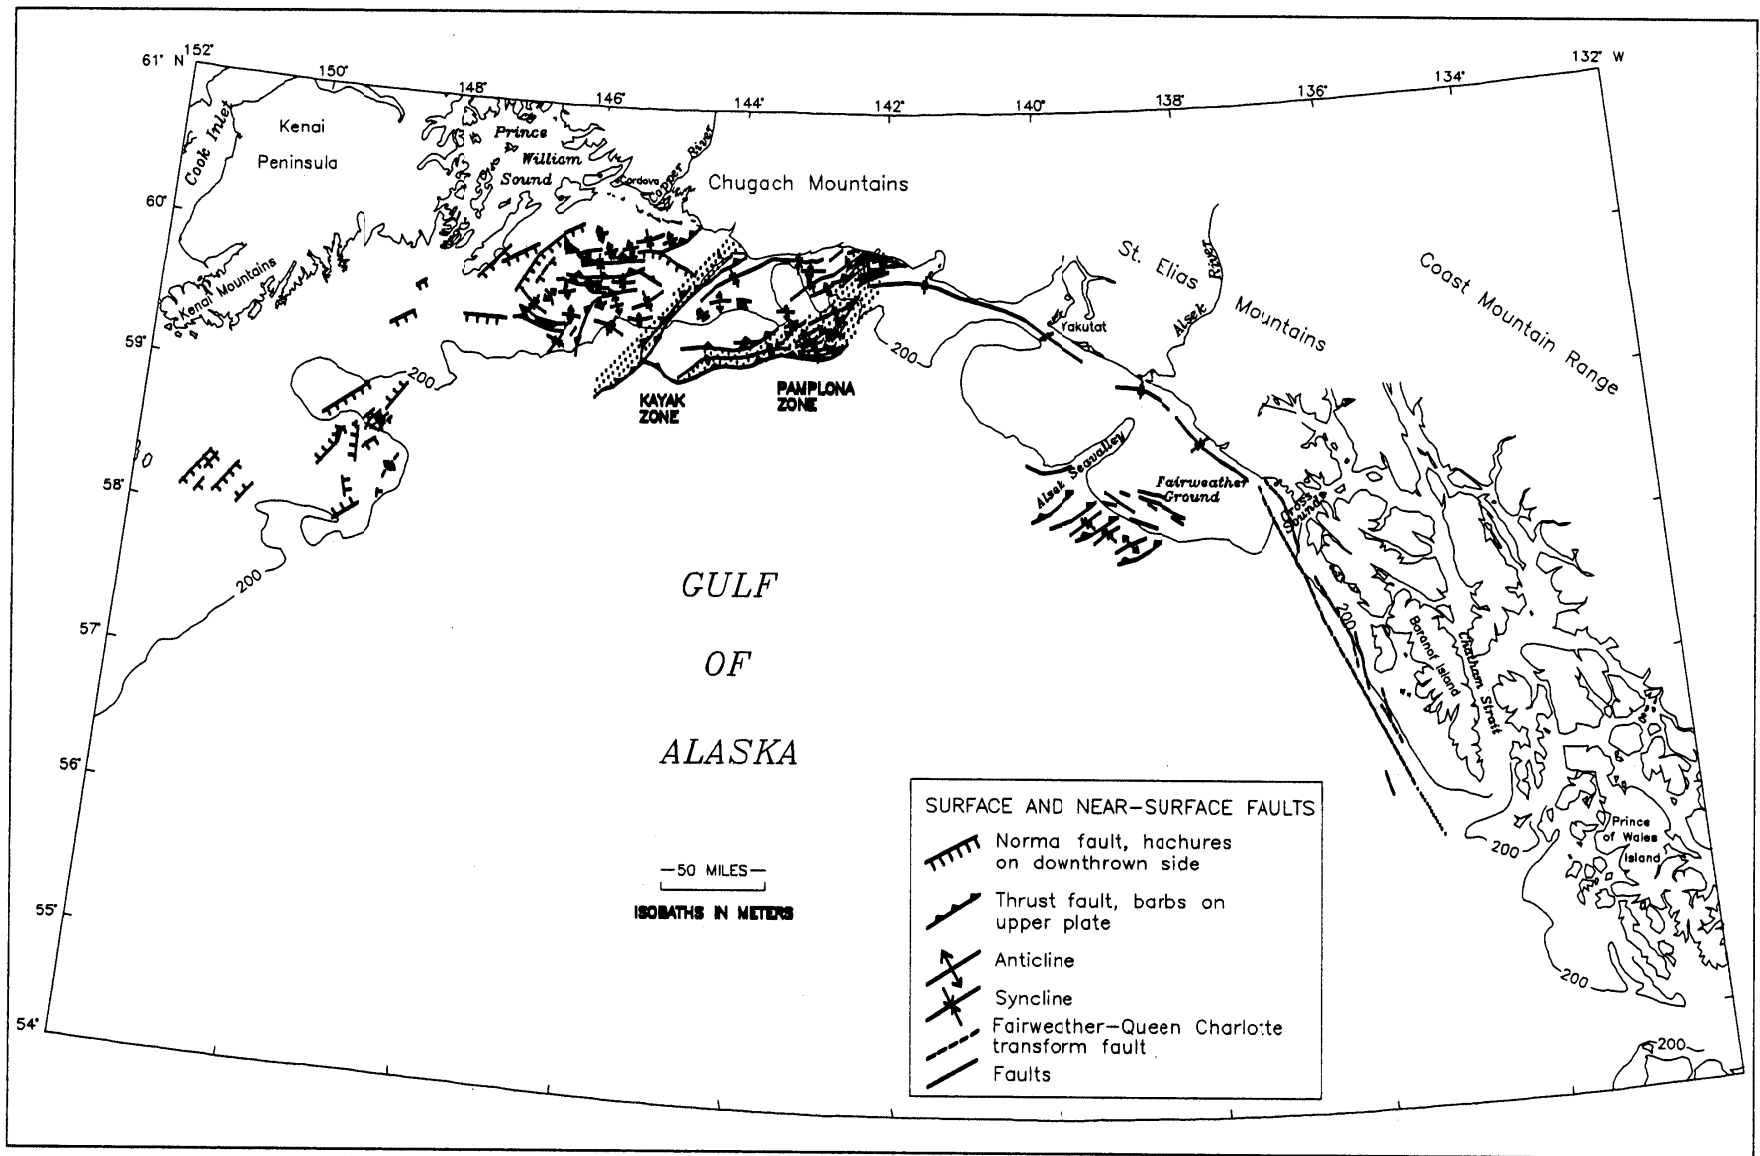 61° N
152°
150°
148°
146°
144°
142°
140°
138°
136°
134°
132° W
Cook Inlet
Kenai
Peninsula
Prince
William
Sound
Cordova
Copper River
Chugach Mountains
60°
Kenai Mountains
St. Elias
Mountains
Alsek River
Coast Mountain Range
Yakutat
59°
200
200
KAYAK
ZONE
PAMPLONA
ZONE
58°
Alsek Seavalley
Fairweather
Ground
Cross
Sound
200
GULF
OF
ALASKA
57°
200
Baranof Island
Chatham Strait
56°
55°
54°
—50 MILES—
ISOBATHS IN METERS
SURFACE AND NEAR-SURFACE FAULTS
Norma fault, hachures
on downthrown side
Thrust fault, barbs on
upper plate
Anticline
Syncline
Fairweather-Queen Charlotte
transform fault
Faults
200
Prince
of Wales
Island
200
200